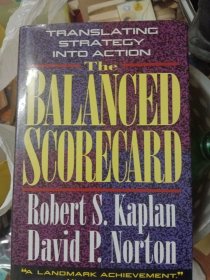 TRANSLATING
STRATEGY
INTO ACTION
The
BALANCED
SCORECARD
Robert S. Kaplan
David P. Norton
"A LANDMARK ACHIEVEMENT."